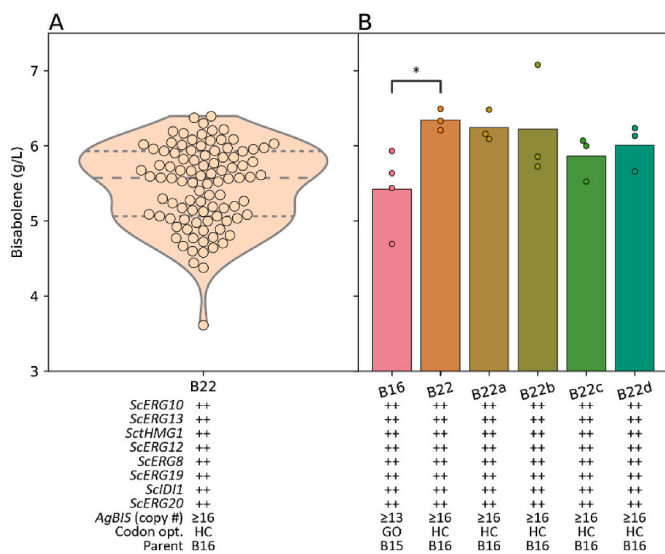 A
B
Bisabolene (g/L)
7
6
5
4
3
*
B22
B16 B22 B22a B22b B22c B22d
ScERG10 ++ ++ ++ ++ ++ ++ ++
ScERG13 ++ ++ ++ ++ ++ ++ ++
SctHMG1 ++ ++ ++ ++ ++ ++ ++
ScERG12 ++ ++ ++ ++ ++ ++ ++
ScERG8 ++ ++ ++ ++ ++ ++ ++
ScERG19 ++ ++ ++ ++ ++ ++ ++
ScIDI1 ++ ++ ++ ++ ++ ++ ++
ScERG20 ++ ++ ++ ++ ++ ++ ++
AgBIS (copy #) ≥16 ≥13 ≥16 ≥16 ≥16 ≥16 ≥16
Codon opt. HC GO HC HC HC HC HC
Parent B16 B15 B16 B16 B16 B16 B16